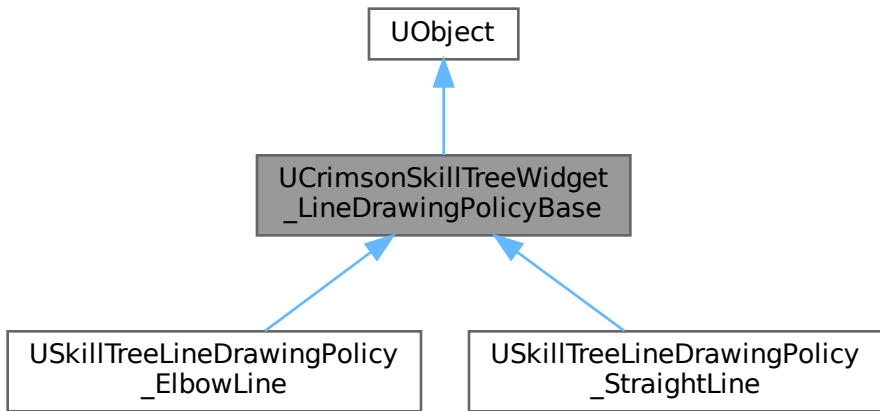 UObject
UCrimsonSkillTreeWidget
_LineDrawingPolicyBase
USkillTreeLineDrawingPolicy
_ElbowLine
USkillTreeLineDrawingPolicy
_StraightLine